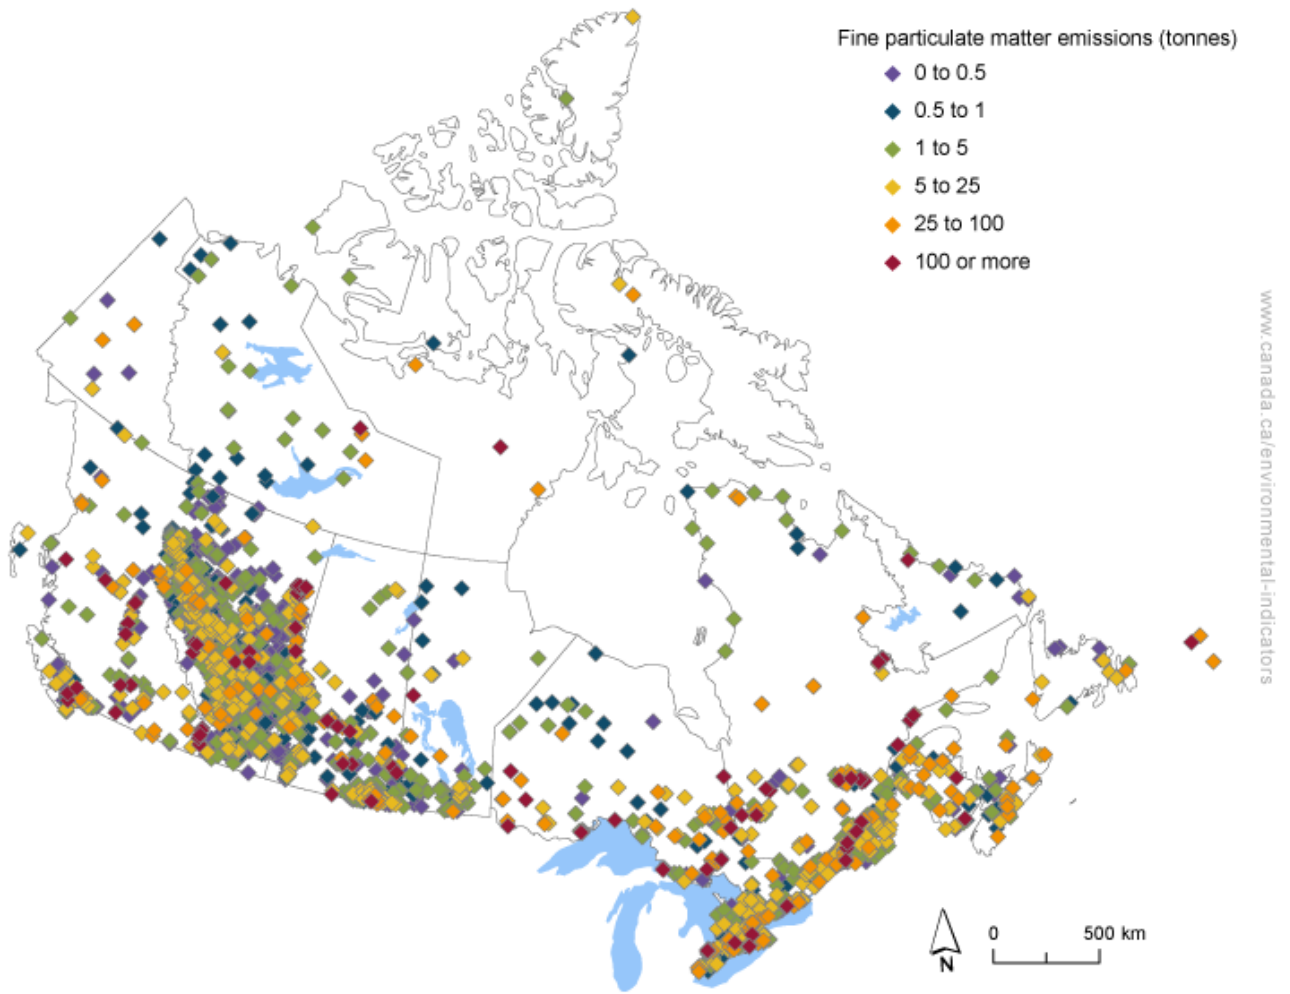 Fine particulate matter emissions (tonnes)
0 to 0.5
0.5 to 1
1 to 5
5 to 25
25 to 100
100 or more
www.canada.ca/environmental-indicators
N
0 500 km